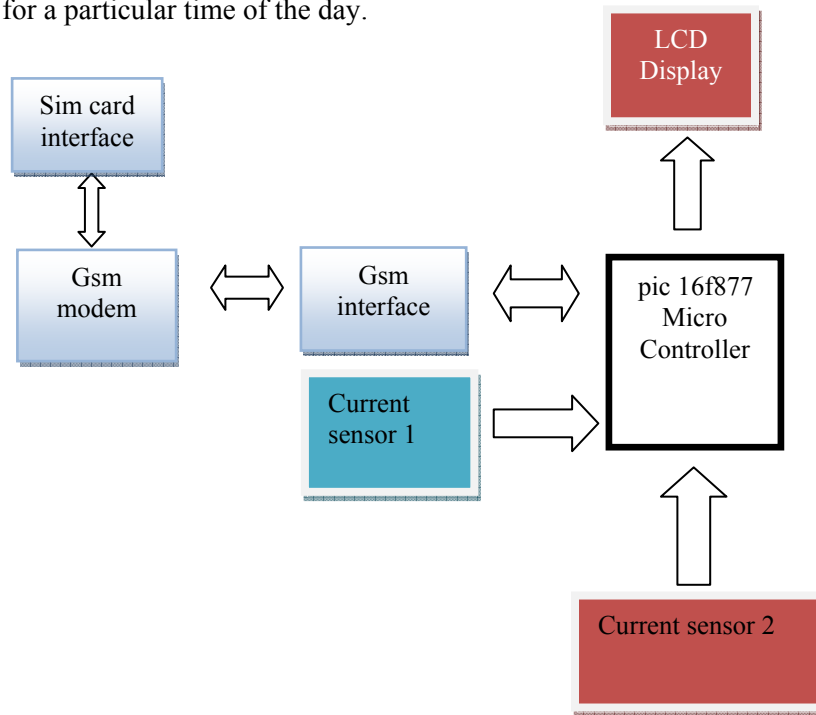 for a particular time of the day.
LCD
Display
Sim card
interface
Gsm
modem
Gsm
interface
pic 16f877
Micro
Controller
Current
sensor 1
Current sensor 2